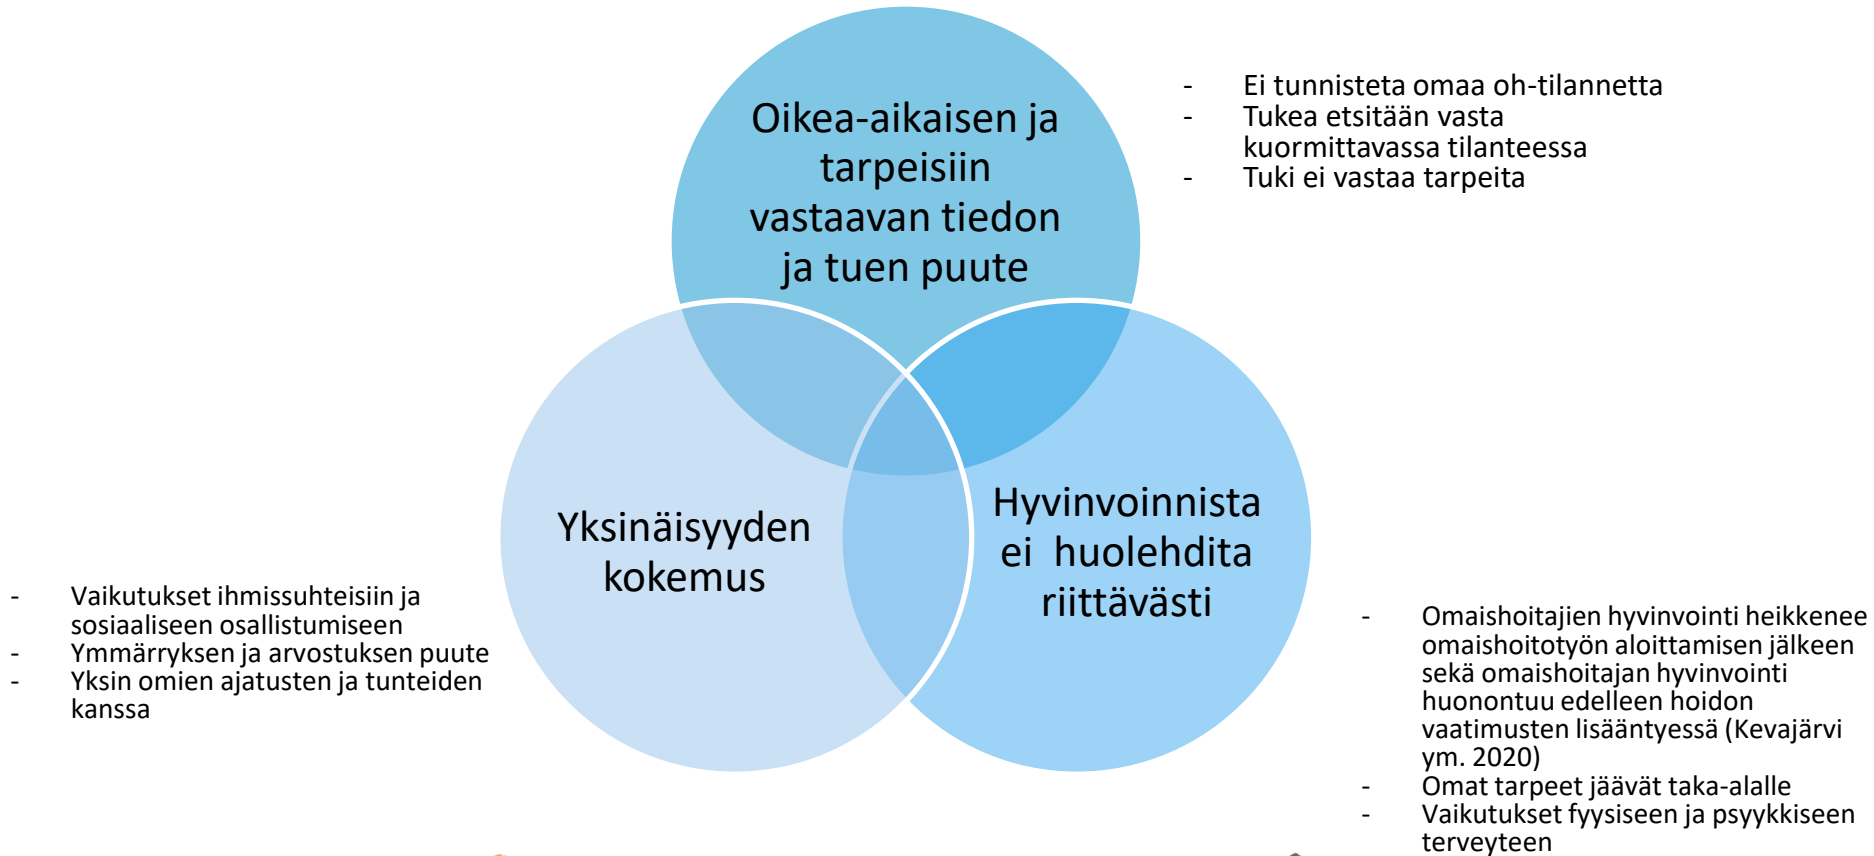 Oikea-aikaisen ja
tarpeisiin
vastaavan tiedon
ja tuen puute
- Ei tunnisteta omaa oh-tilannetta
- Tukea etsitään vasta
kuormittavassa tilanteessa
- Tuki ei vastaa tarpeita
Yksinäisyyden
kokemus
- Vaikutukset ihmissuhteisiin ja
sosiaaliseen osallistumiseen
- Ymmärryksen ja arvostuksen puute
- Yksin omien ajatusten ja tunteiden
kanssa
Hyvinvoinnista
ei huolehdita
riittävästi
- Omaishoitajien hyvinvointi heikkenee
omaishoitotyön aloittamisen jälkeen
sekä omaishoitajan hyvinvointi
huonontuu edelleen hoidon
vaatimusten lisääntyessä (Kevajärvi
ym. 2020)
- Omat tarpeet jäävät taka-alalle
- Vaikutukset fyysiseen ja psyykkiseen
terveyteen